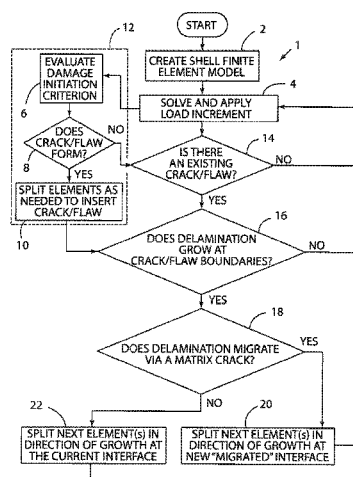 START
12
2
1
CREATE SHELL FINITE
ELEMENT MODEL
EVALUATE
DAMAGE
INITIATION
CRITERION
6
4
SOLVE AND APPLY
LOAD INCREMENT
14
DOES
CRACK/FLAW
FORM?
8
NO
IS THERE
AN EXISTING
CRACK/FLAW?
NO
YES
SPLIT ELEMENTS AS
NEEDED TO INSERT
CRACK/FLAW
10
YES
16
DOES DELAMINATION
GROW AT
CRACK/FLAW BOUNDARIES?
NO
YES
18
DOES DELAMINATION MIGRATE
VIA A MATRIX CRACK?
YES
NO
22
20
SPLIT NEXT ELEMENT(S) IN
DIRECTION OF GROWTH AT
THE CURRENT INTERFACE
SPLIT NEXT ELEMENT(S) IN
DIRECTION OF GROWTH AT
NEW "MIGRATED" INTERFACE